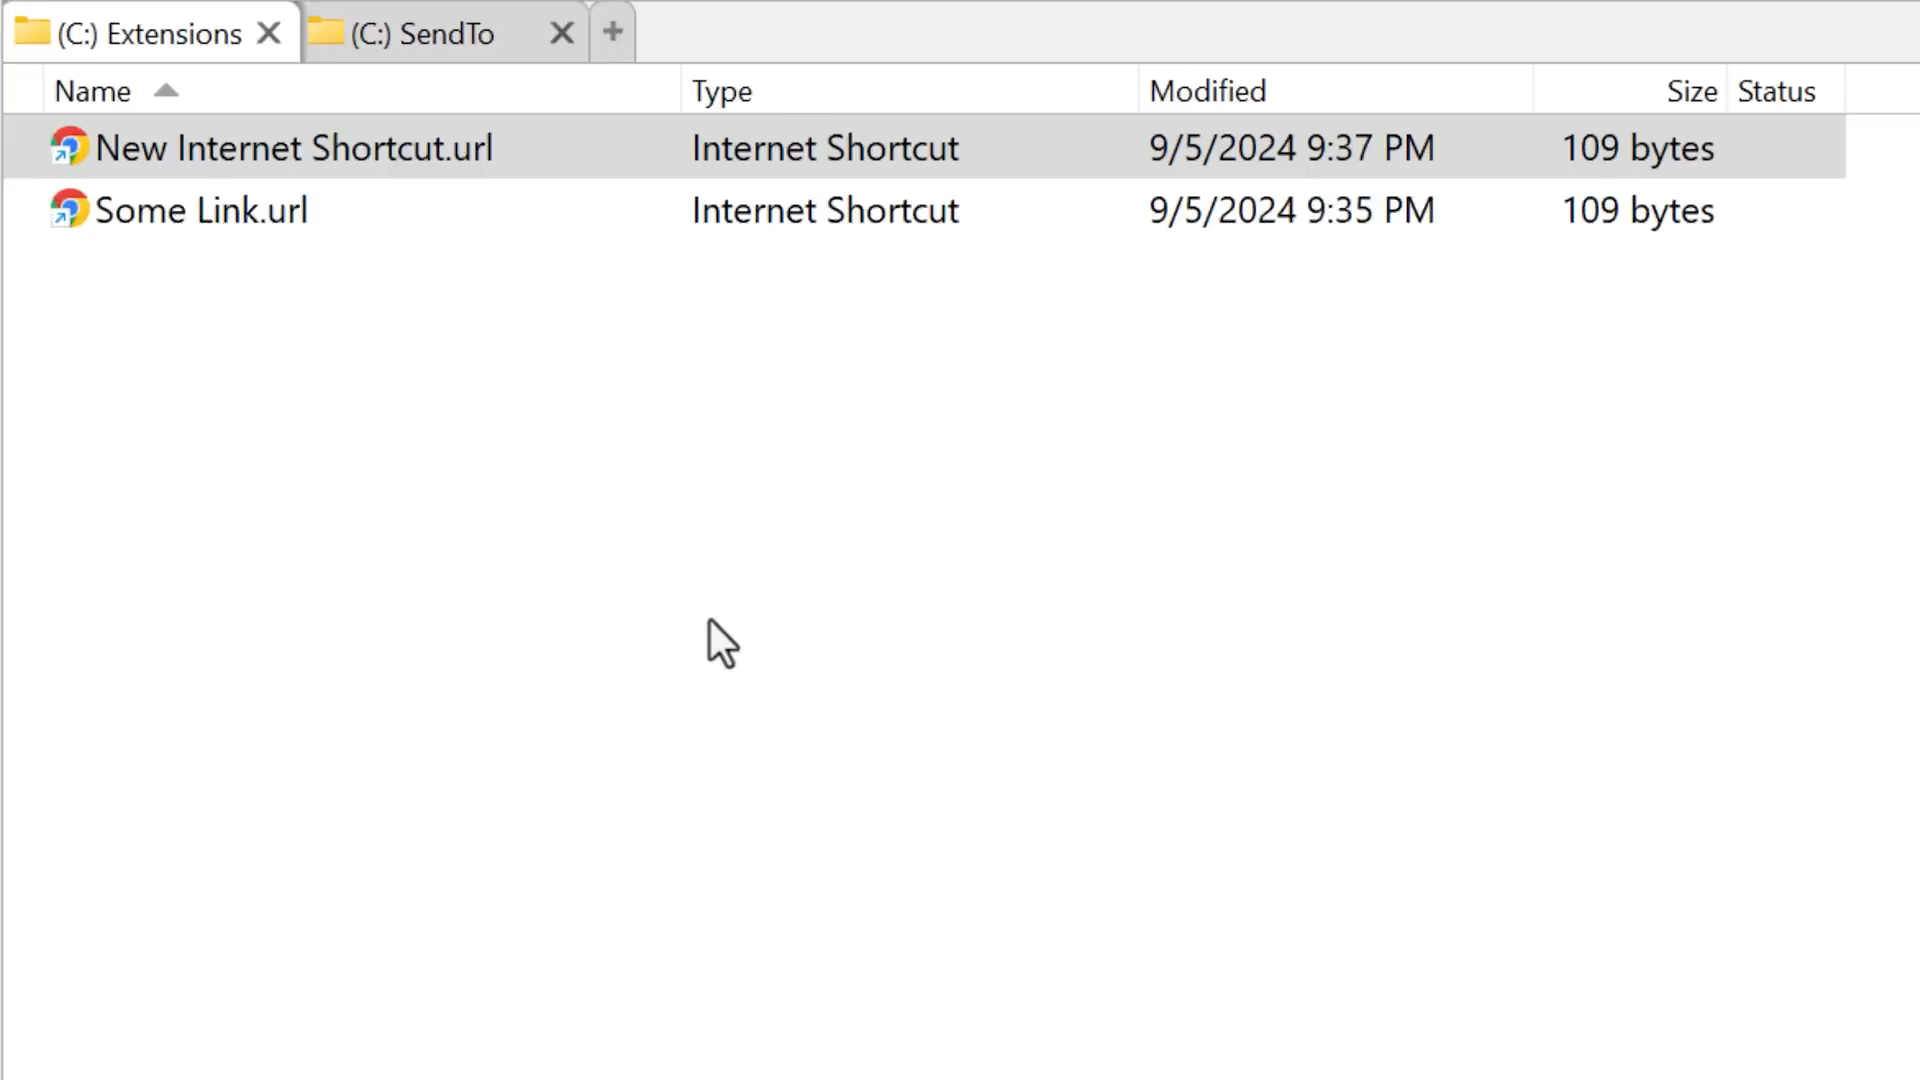 (C:) Extensions (C:) SendTo
Name Type Modified Size Status
New Internet Shortcut.url Internet Shortcut 9/5/2024 9:37 PM 109 bytes
Some Link.url Internet Shortcut 9/5/2024 9:35 PM 109 bytes